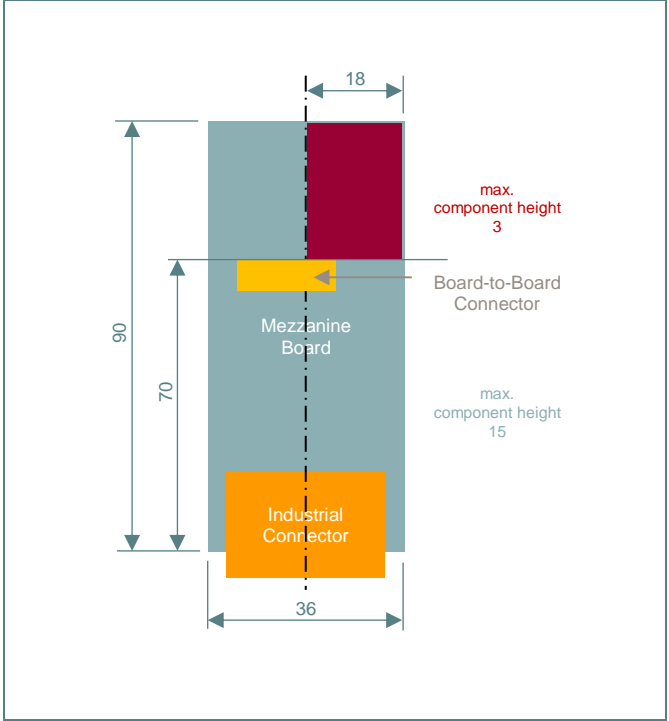 18
max.
component height
3
Board-to-Board
Connector
Mezzanine
Board
90
70
max.
component height
15
Industrial
Connector
36